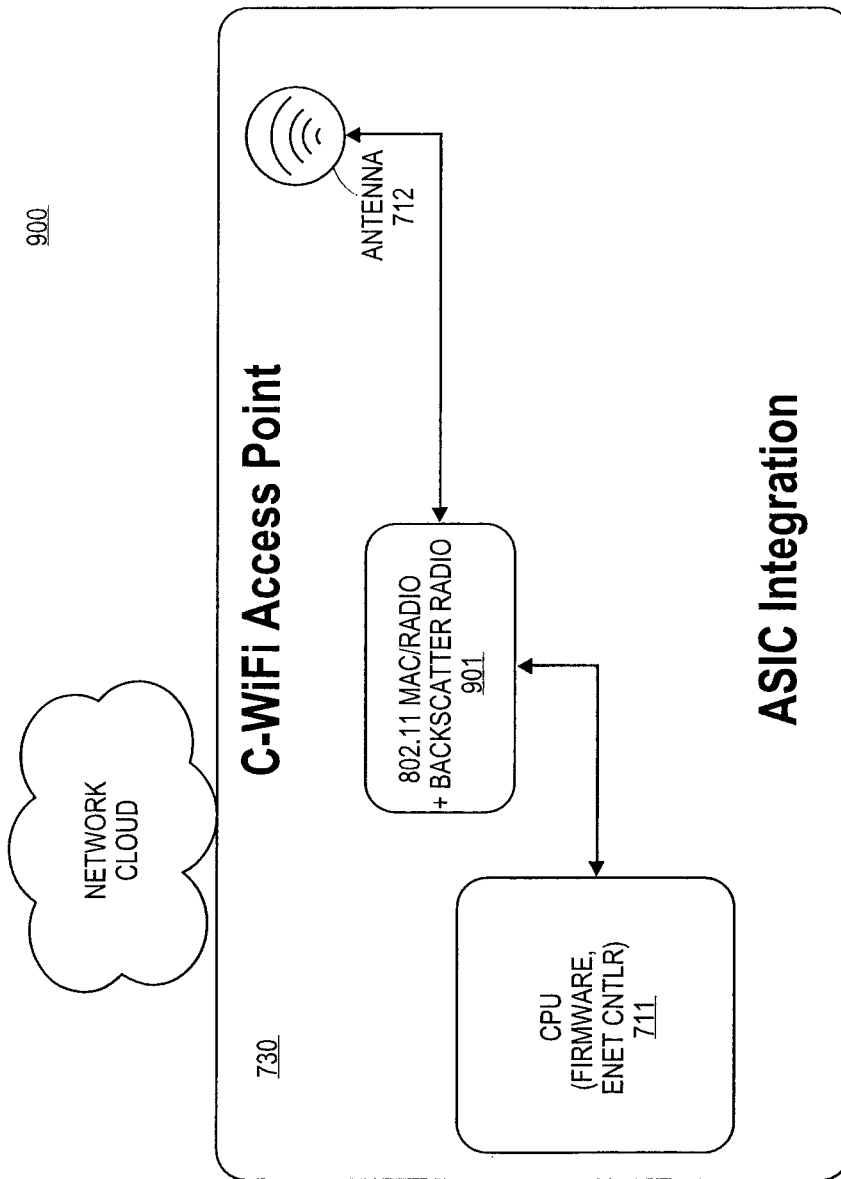 900
NETWORK
CLOUD
730
C-WiFi Access Point
ANTENNA
712
802.11 MAC/RADIO
+ BACKSCATTER RADIO
901
CPU
(FIRMWARE,
ENET CNTLR)
711
ASIC Integration